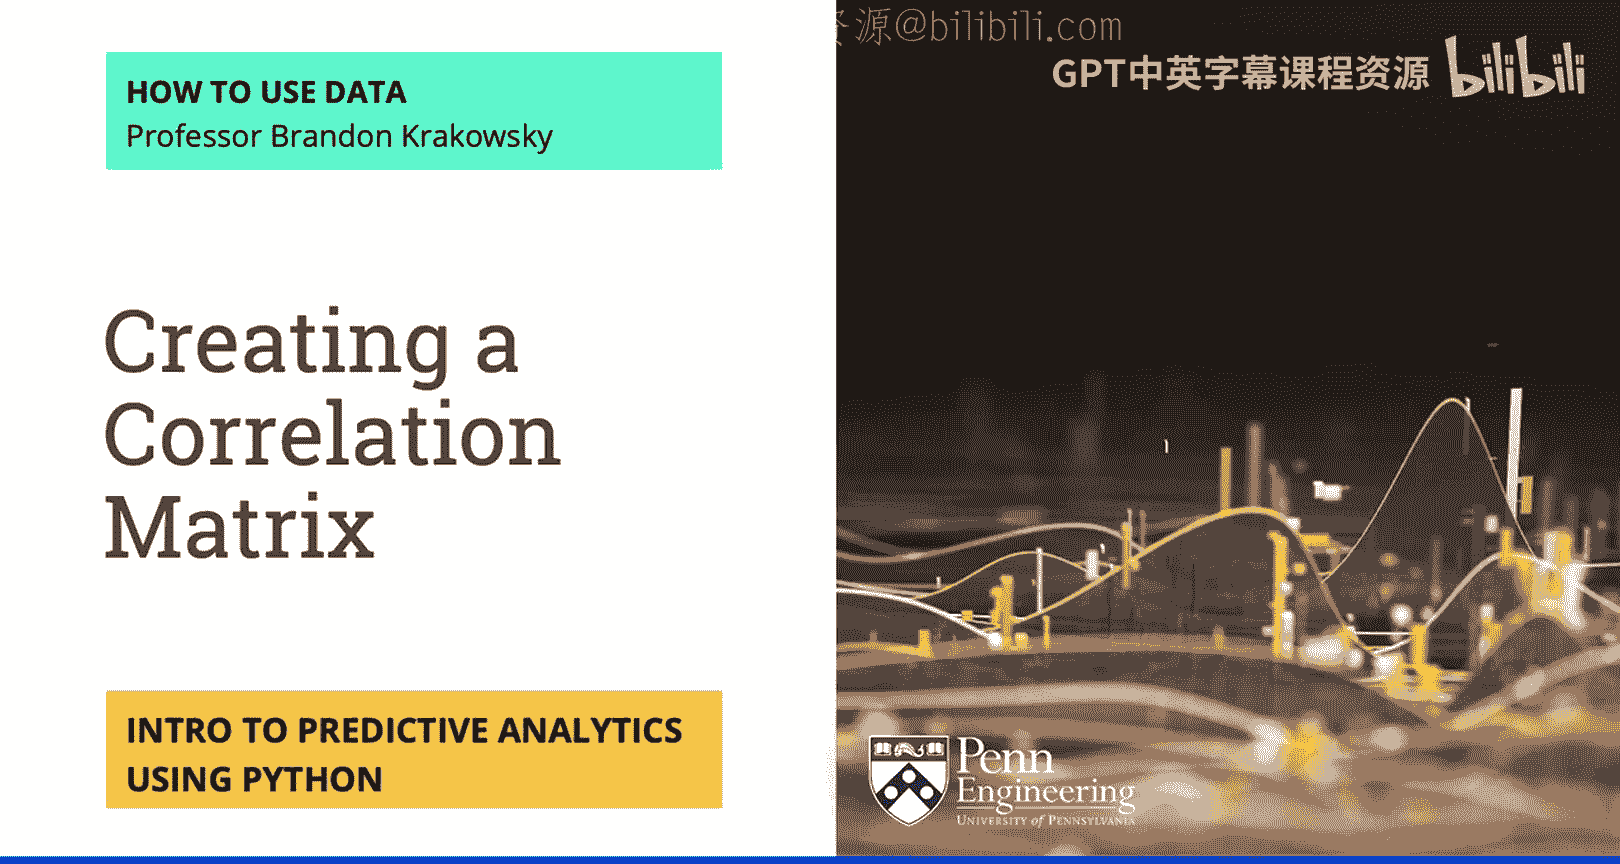 HOW TO USE DATA
Professor Brandon Krakowsky
Creating a
Correlation
Matrix
INTRO TO PREDICTIVE ANALYTICS
USING PYTHON
源@bilibili.com
GPT中英字幕课程资源 bilibili
Penn
Engineering
UNIVERSITY of PENNSYLVANIA